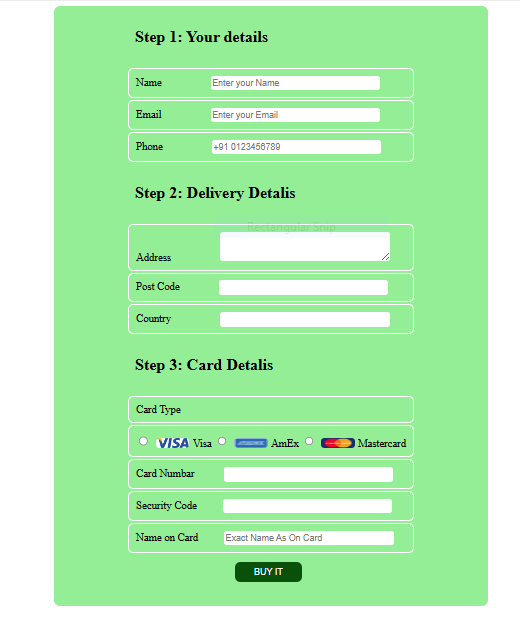 Step 1: Your details
Name Enter your Name
Email Enter your Email
Phone +91 0123456789
Step 2: Delivery Detalis
Rectangular Snip
Address
Post Code
Country
Step 3: Card Detalis
Card Type
VISA Visa AmEx Mastercard
Card Numbar
Security Code
Name on Card Exact Name As On Card
BUY IT